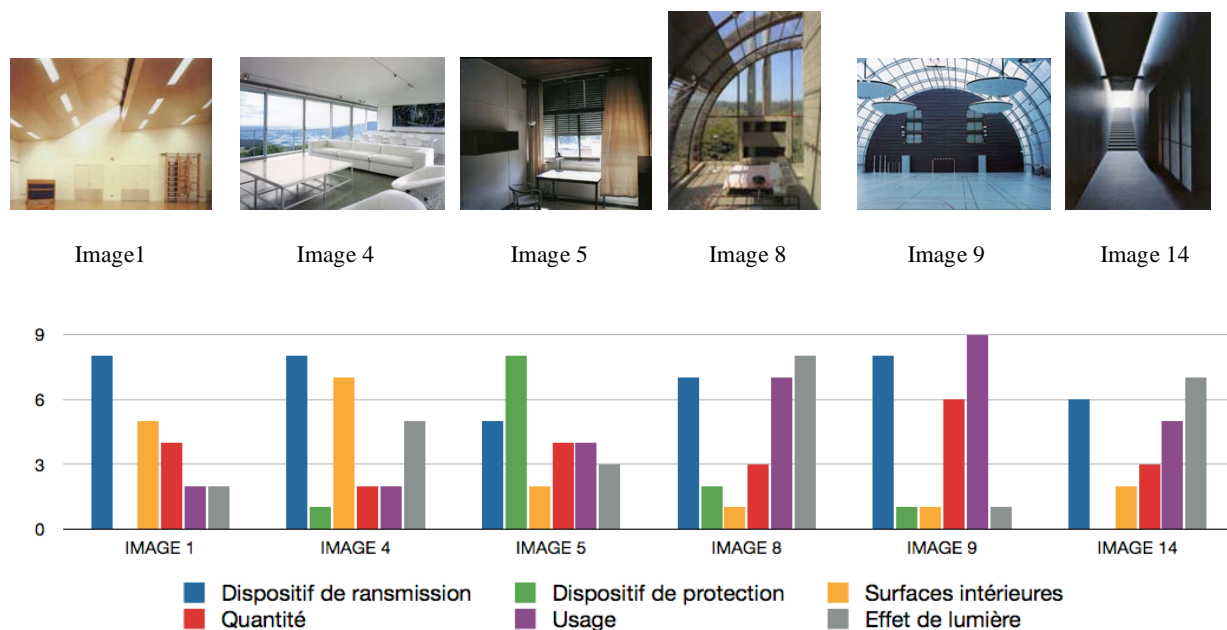 Image1 Image 4 Image 5 Image 8 Image 9 Image 14
9
6
3
0
IMAGE 1 IMAGE 4 IMAGE 5 IMAGE 8 IMAGE 9 IMAGE 14
Dispositif de ransmission Dispositif de protection Surfaces intérieures
Quantité Usage Effet de lumière